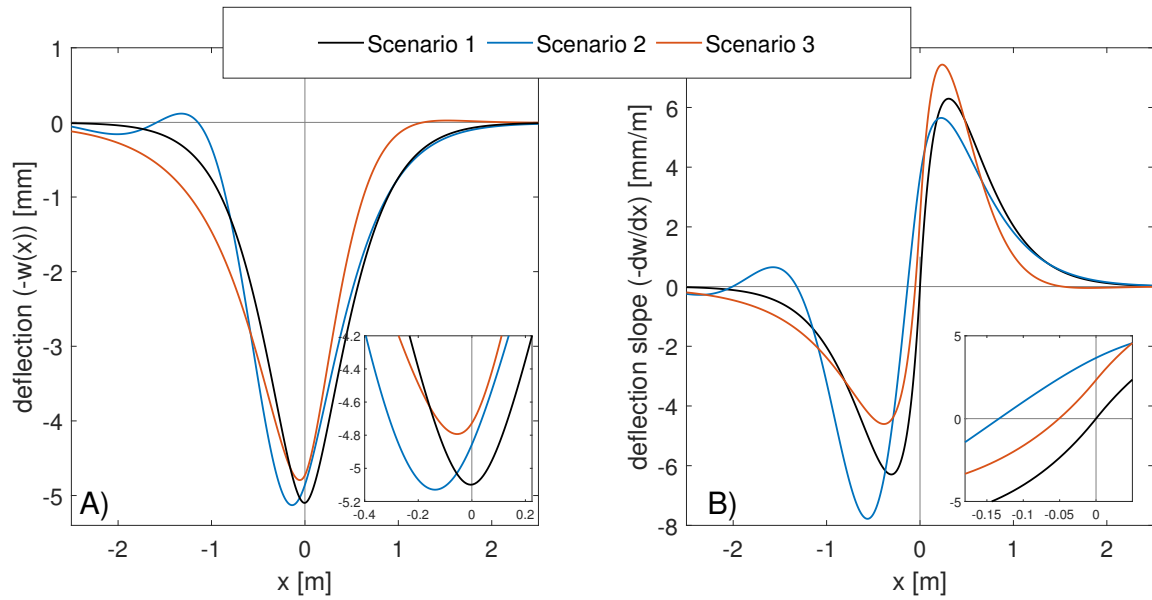 Scenario 1 Scenario 2 Scenario 3
deflection (-w(x)) [mm]
1
0
-1
-2
-3
-4
-5
-2 -1 0 1 2
x [m]
A)
-4.2
-4.4
-4.6
-4.8
-5
-5.2
-0.4 -0.2 0 0.2
deflection slope (-dw/dx) [mm/m]
6
4
2
0
-2
-4
-6
-8
-2 -1 0 1 2
x [m]
B)
5
0
-5
-0.15 -0.1 -0.05 0